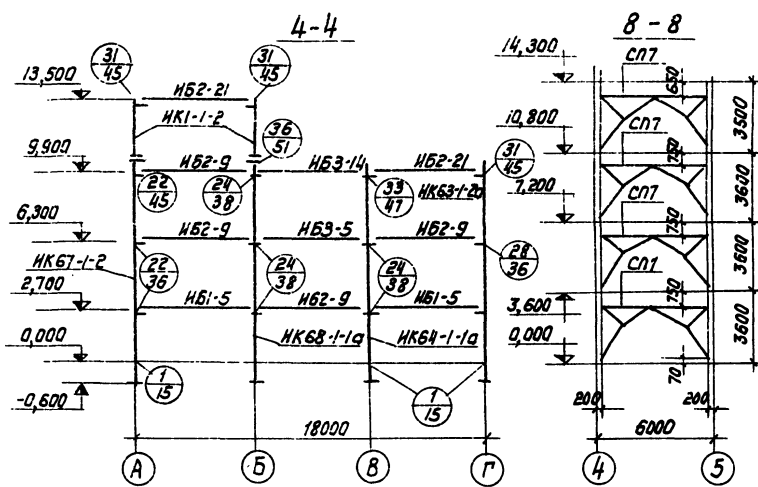 4-4
31
45
31
45
13,500
ИБ2-21
ИК1-1-2
36
51
9,900
ИБ2-9
ИБ3-14
ИБ2-21
31
45
22
45
24
38
33
47
ИК63-1-2а
6,300
ИБ2-9
ИБ3-5
ИБ2-9
28
36
ИК67-1-2
22
36
24
38
24
38
2,700
ИБ1-5
ИБ2-9
ИБ1-5
0,000
ИК68-1-1а
ИК64-1-1а
-0,600
1
15
1
15
18000
А Б В Г
8-8
14,300
СП7
650
3500
10,800
СП7
750
3600
7,200
СП7
750
3600
СП1
750
3,600
3600
0,000
70
200
200
6000
4 5